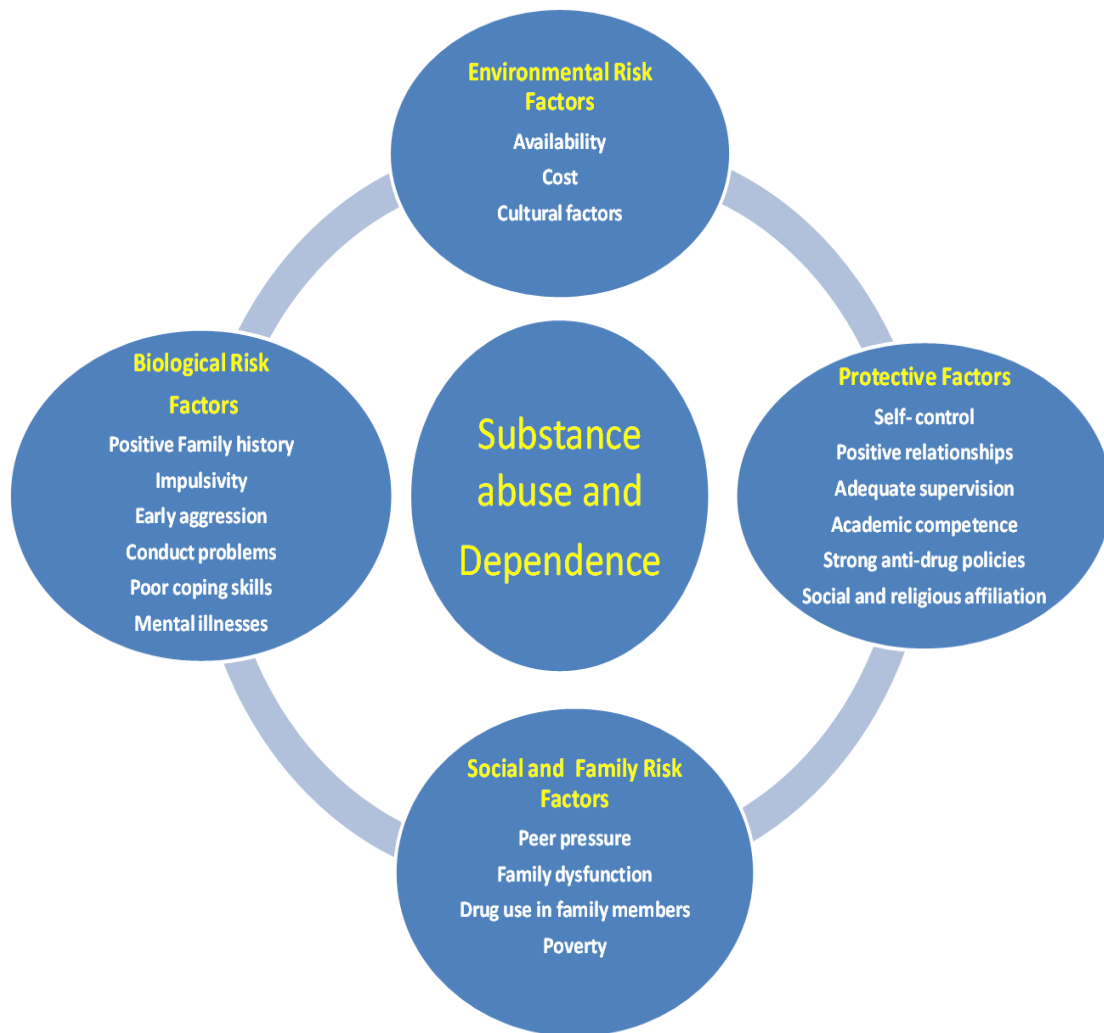 Environmental Risk
Factors
Availability
Cost
Cultural factors
Biological Risk
Factors
Positive Family history
Impulsivity
Early aggression
Conduct problems
Poor coping skills
Mental illnesses
Substance
abuse and
Dependence
Protective Factors
Self- control
Positive relationships
Adequate supervision
Academic competence
Strong anti-drug policies
Social and religious affiliation
Social and  Family Risk
Factors
Peer pressure
Family dysfunction
Drug use in family members
Poverty